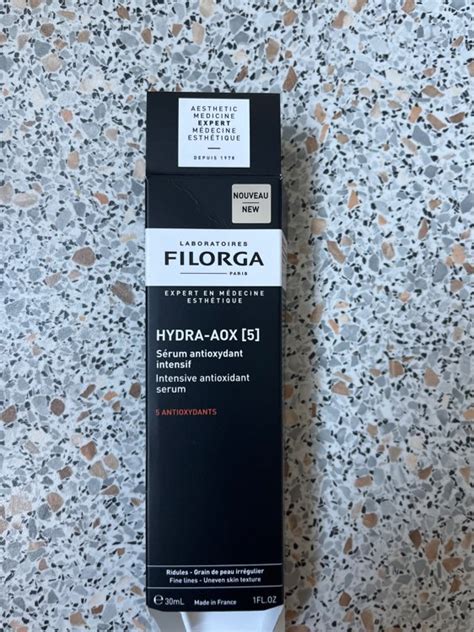 AESTHETIC
MEDICINE
EXPERT
MÉDECINE
ESTHÉTIQUE
DEPUIS 1978
NOUVEAU
NEW
LABORATOIRES
FILORGA
PARIS
EXPERT EN MÉDECINE
ESTHÉTIQUE
HYDRA-AOX [5]
Sérum antioxydant
intensif
Intensive antioxidant
serum
5 ANTIOXYDANTS
Ridules - Grain de peau irrégulier
Fine lines - Uneven skin texture
℮ 30mL Made in France 1FL.OZ